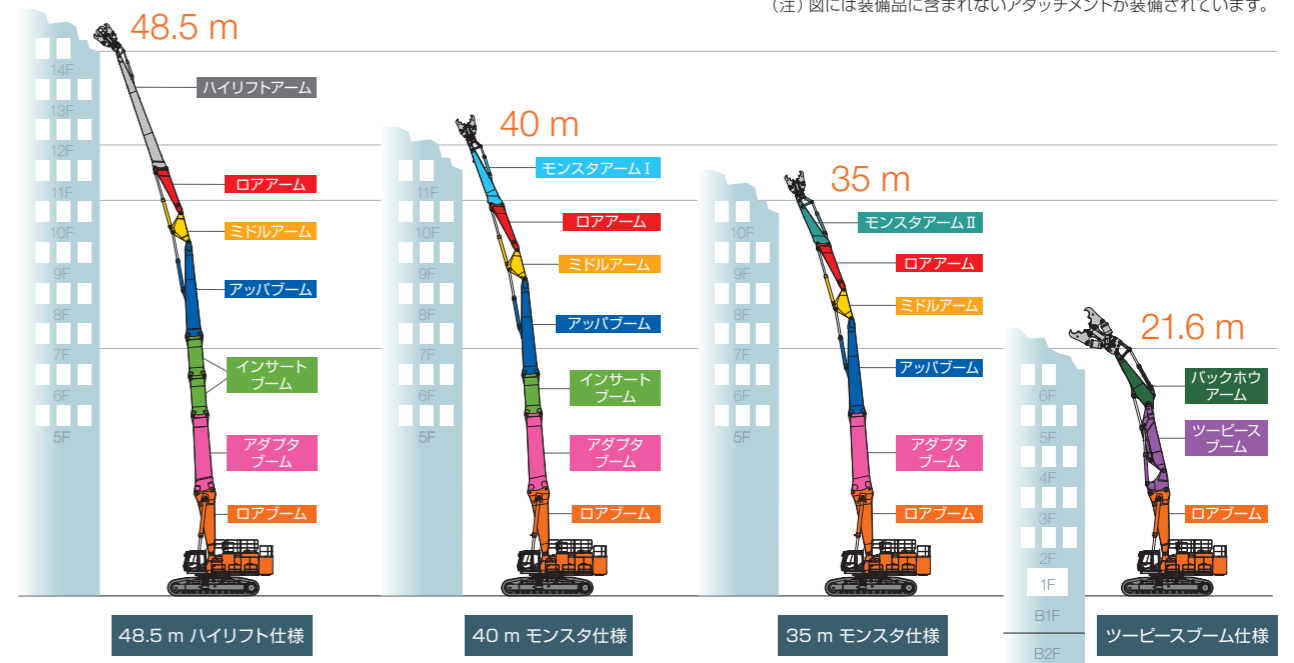 （注）図には装備品に含まれないアタッチメントが装備されています。
48.5 m
ハイリフトアーム
ロアアーム
ミドルアーム
アッパブーム
インサート
ブーム
アダプタ
ブーム
ロアブーム
14F
13F
12F
11F
10F
9F
8F
7F
6F
5F
48.5 m ハイリフト仕様
40 m
モンスタアームⅠ
ロアアーム
ミドルアーム
アッパブーム
インサート
ブーム
アダプタ
ブーム
ロアブーム
11F
10F
9F
8F
7F
6F
5F
40 m モンスタ仕様
35 m
モンスタアームⅡ
ロアアーム
ミドルアーム
アッパブーム
アダプタ
ブーム
ロアブーム
10F
9F
8F
7F
6F
5F
35 m モンスタ仕様
21.6 m
バックホウ
アーム
ツーピース
ブーム
ロアブーム
6F
5F
4F
3F
2F
1F
B1F
B2F
ツーピースブーム仕様